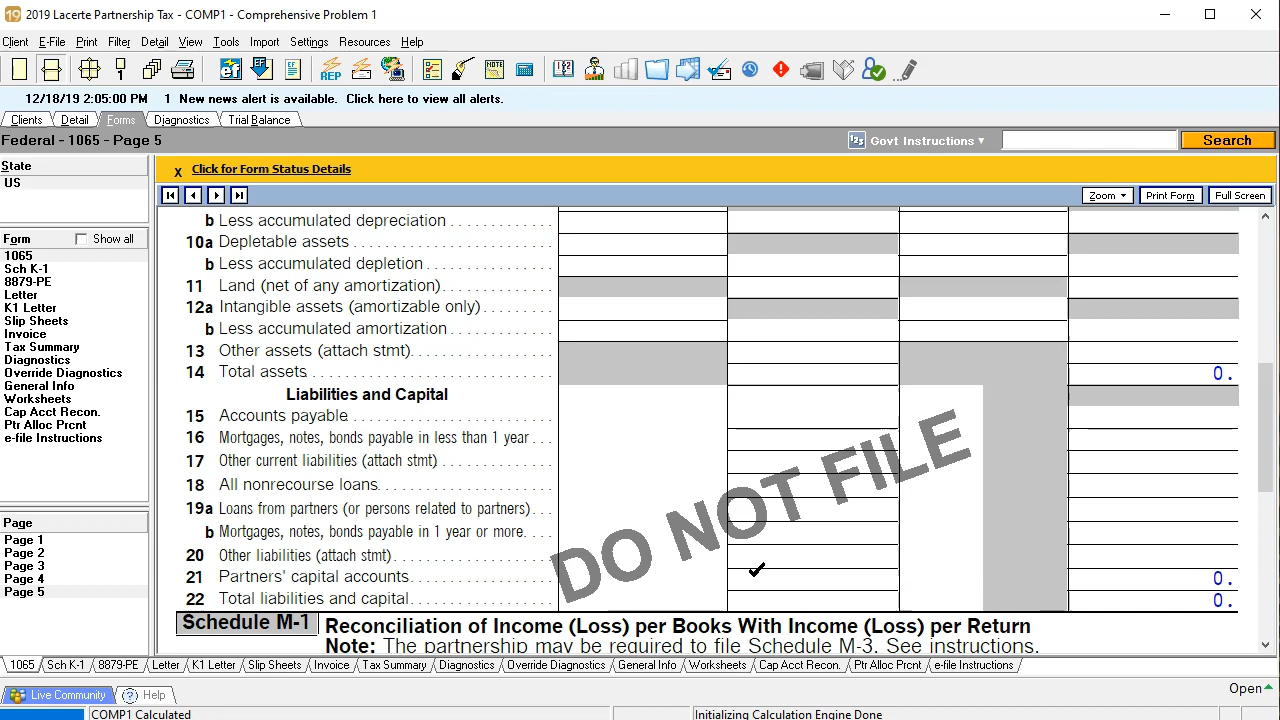 19 2019 Lacerte Partnership Tax - COMP1 - Comprehensive Problem 1
Client E-File Print Filter Detail View Tools Import Settings Resources Help
ef EF REP NOTE 123
12/18/19 2:05:00 PM 1 New news alert is available. Click here to view all alerts.
Clients Detail Forms Diagnostics Trial Balance
Federal - 1065 - Page 5
Govt Instructions
Search
State
US
Form Show all
1065
Sch K-1
8879-PE
Letter
K1 Letter
Slip Sheets
Invoice
Tax Summary
Diagnostics
Override Diagnostics
General Info
Worksheets
Cap Acct Recon.
Ptr Alloc Prcnt
e-file Instructions
Page
Page 1
Page 2
Page 3
Page 4
Page 5
x Click for Form Status Details
Zoom Print Form Full Screen
b Less accumulated depreciation
10a Depletable assets
b Less accumulated depletion
11 Land (net of any amortization)
12a Intangible assets (amortizable only)
b Less accumulated amortization
13 Other assets (attach stmt)
14 Total assets 0.
Liabilities and Capital
15 Accounts payable
16 Mortgages, notes, bonds payable in less than 1 year
17 Other current liabilities (attach stmt)
18 All nonrecourse loans
19a Loans from partners (or persons related to partners)
b Mortgages, notes, bonds payable in 1 year or more
20 Other liabilities (attach stmt)
21 Partners' capital accounts 0.
22 Total liabilities and capital 0.
DO NOT FILE
Schedule M-1 Reconciliation of Income (Loss) per Books With Income (Loss) per Return
Note: The partnership may be required to file Schedule M-3. See instructions.
1065 Sch K-1 8879-PE Letter K1 Letter Slip Sheets Invoice Tax Summary Diagnostics Override Diagnostics General Info Worksheets Cap Acct Recon. Ptr Alloc Prcnt e-file Instructions
Live Community ? Help
Open
COMP1 Calculated
Initializing Calculation Engine Done